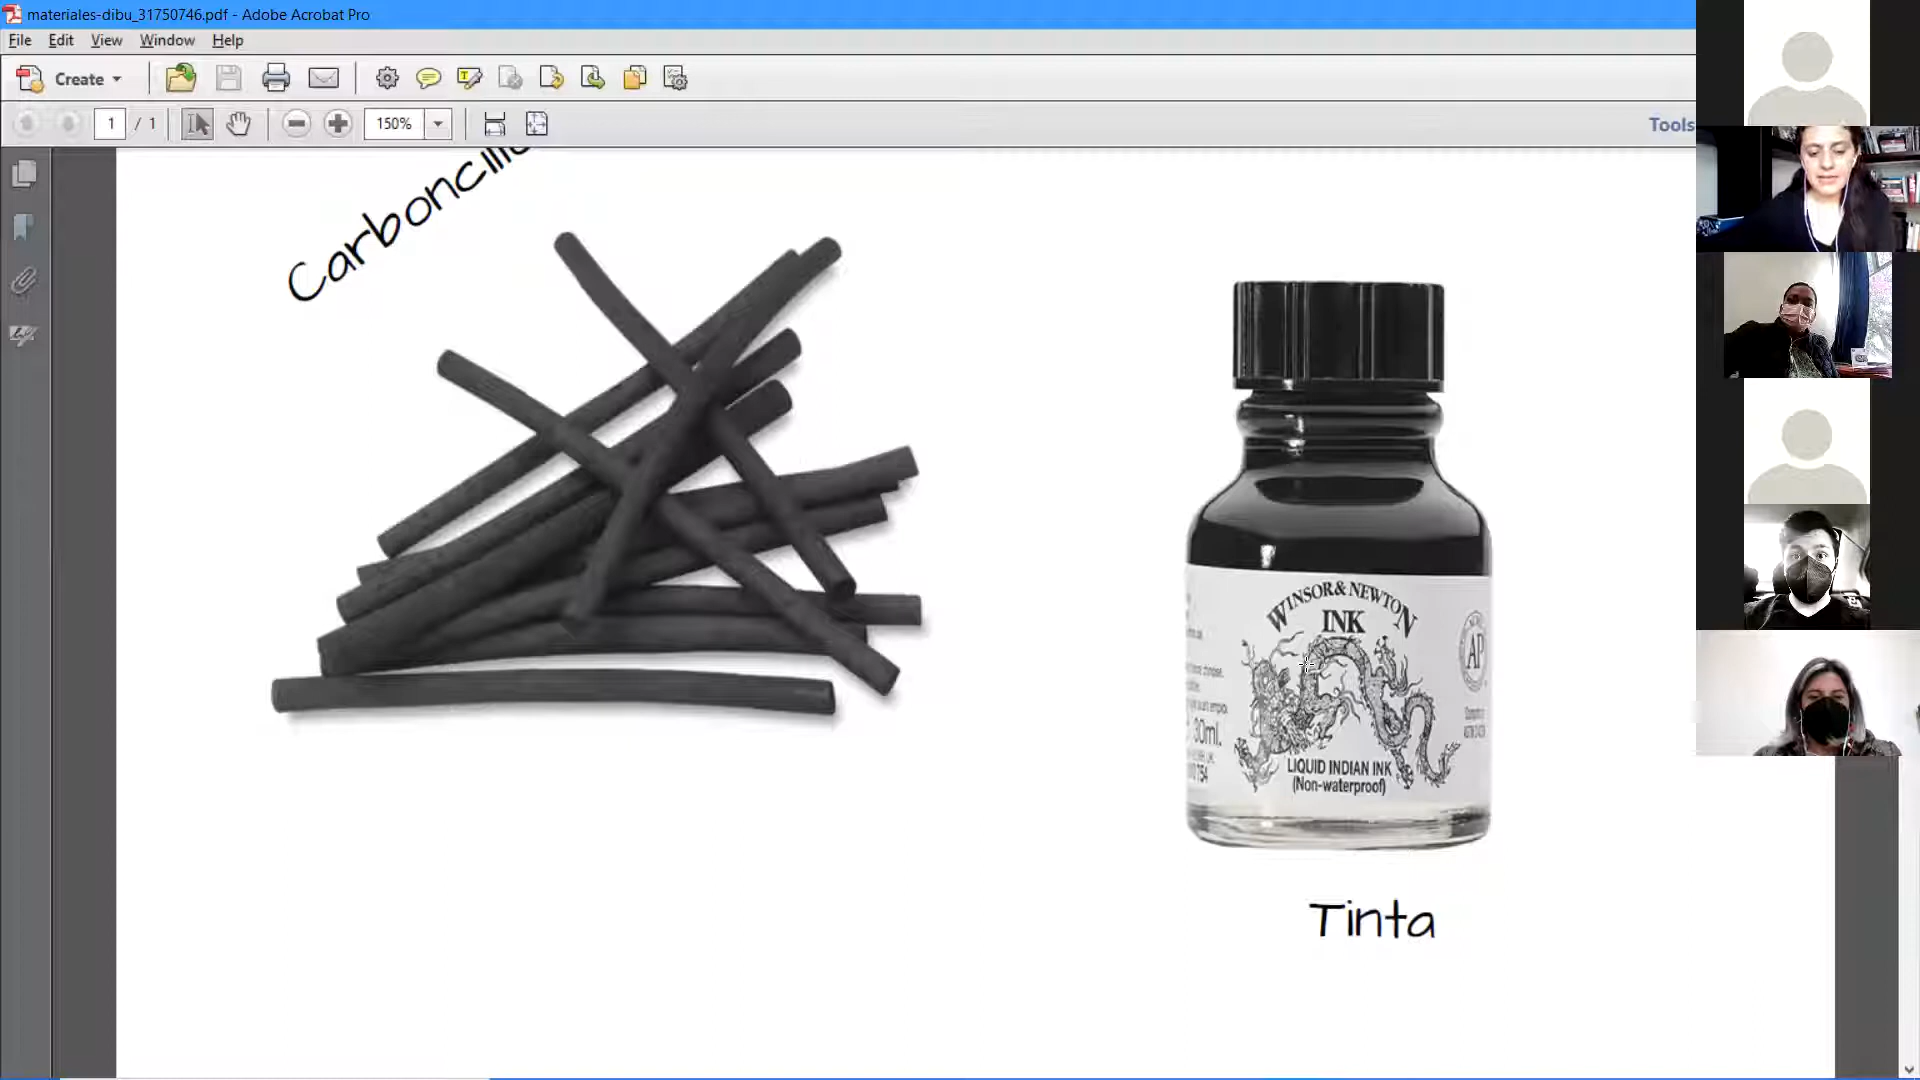 materiales-dibu_31750746.pdf - Adobe Acrobat Pro
File Edit View Window Help
Create
1 / 1
150%
Tools
WINSOR & NEWTON
INK
AP
30ml.
LIQUID INDIAN INK
(Non-waterproof)
Tinta